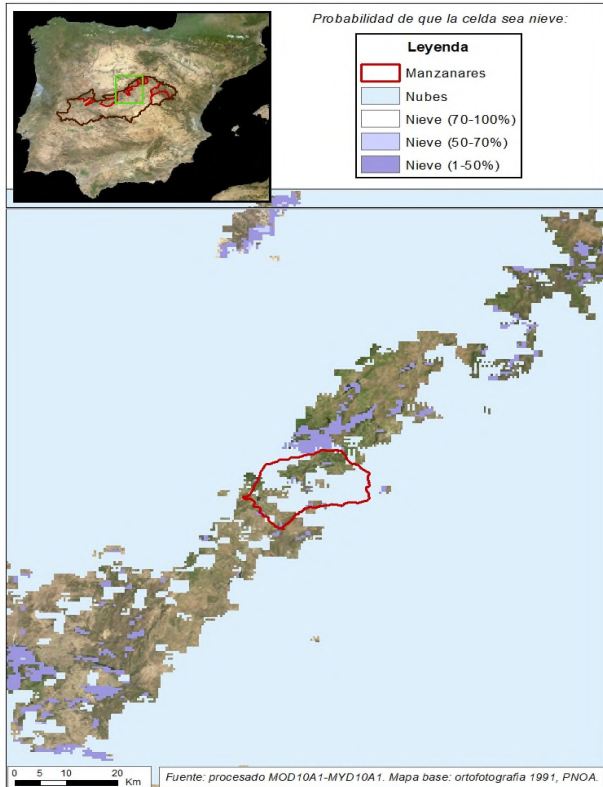 Probabilidad de que la celda sea nieve:
Leyenda
Manzanares
Nubes
Nieve (70-100%)
Nieve (50-70%)
Nieve (1-50%)
0 5 10 20
Km
Fuente: procesado MOD10A1-MYD10A1. Mapa base: ortofotografía 1991, PNOA.